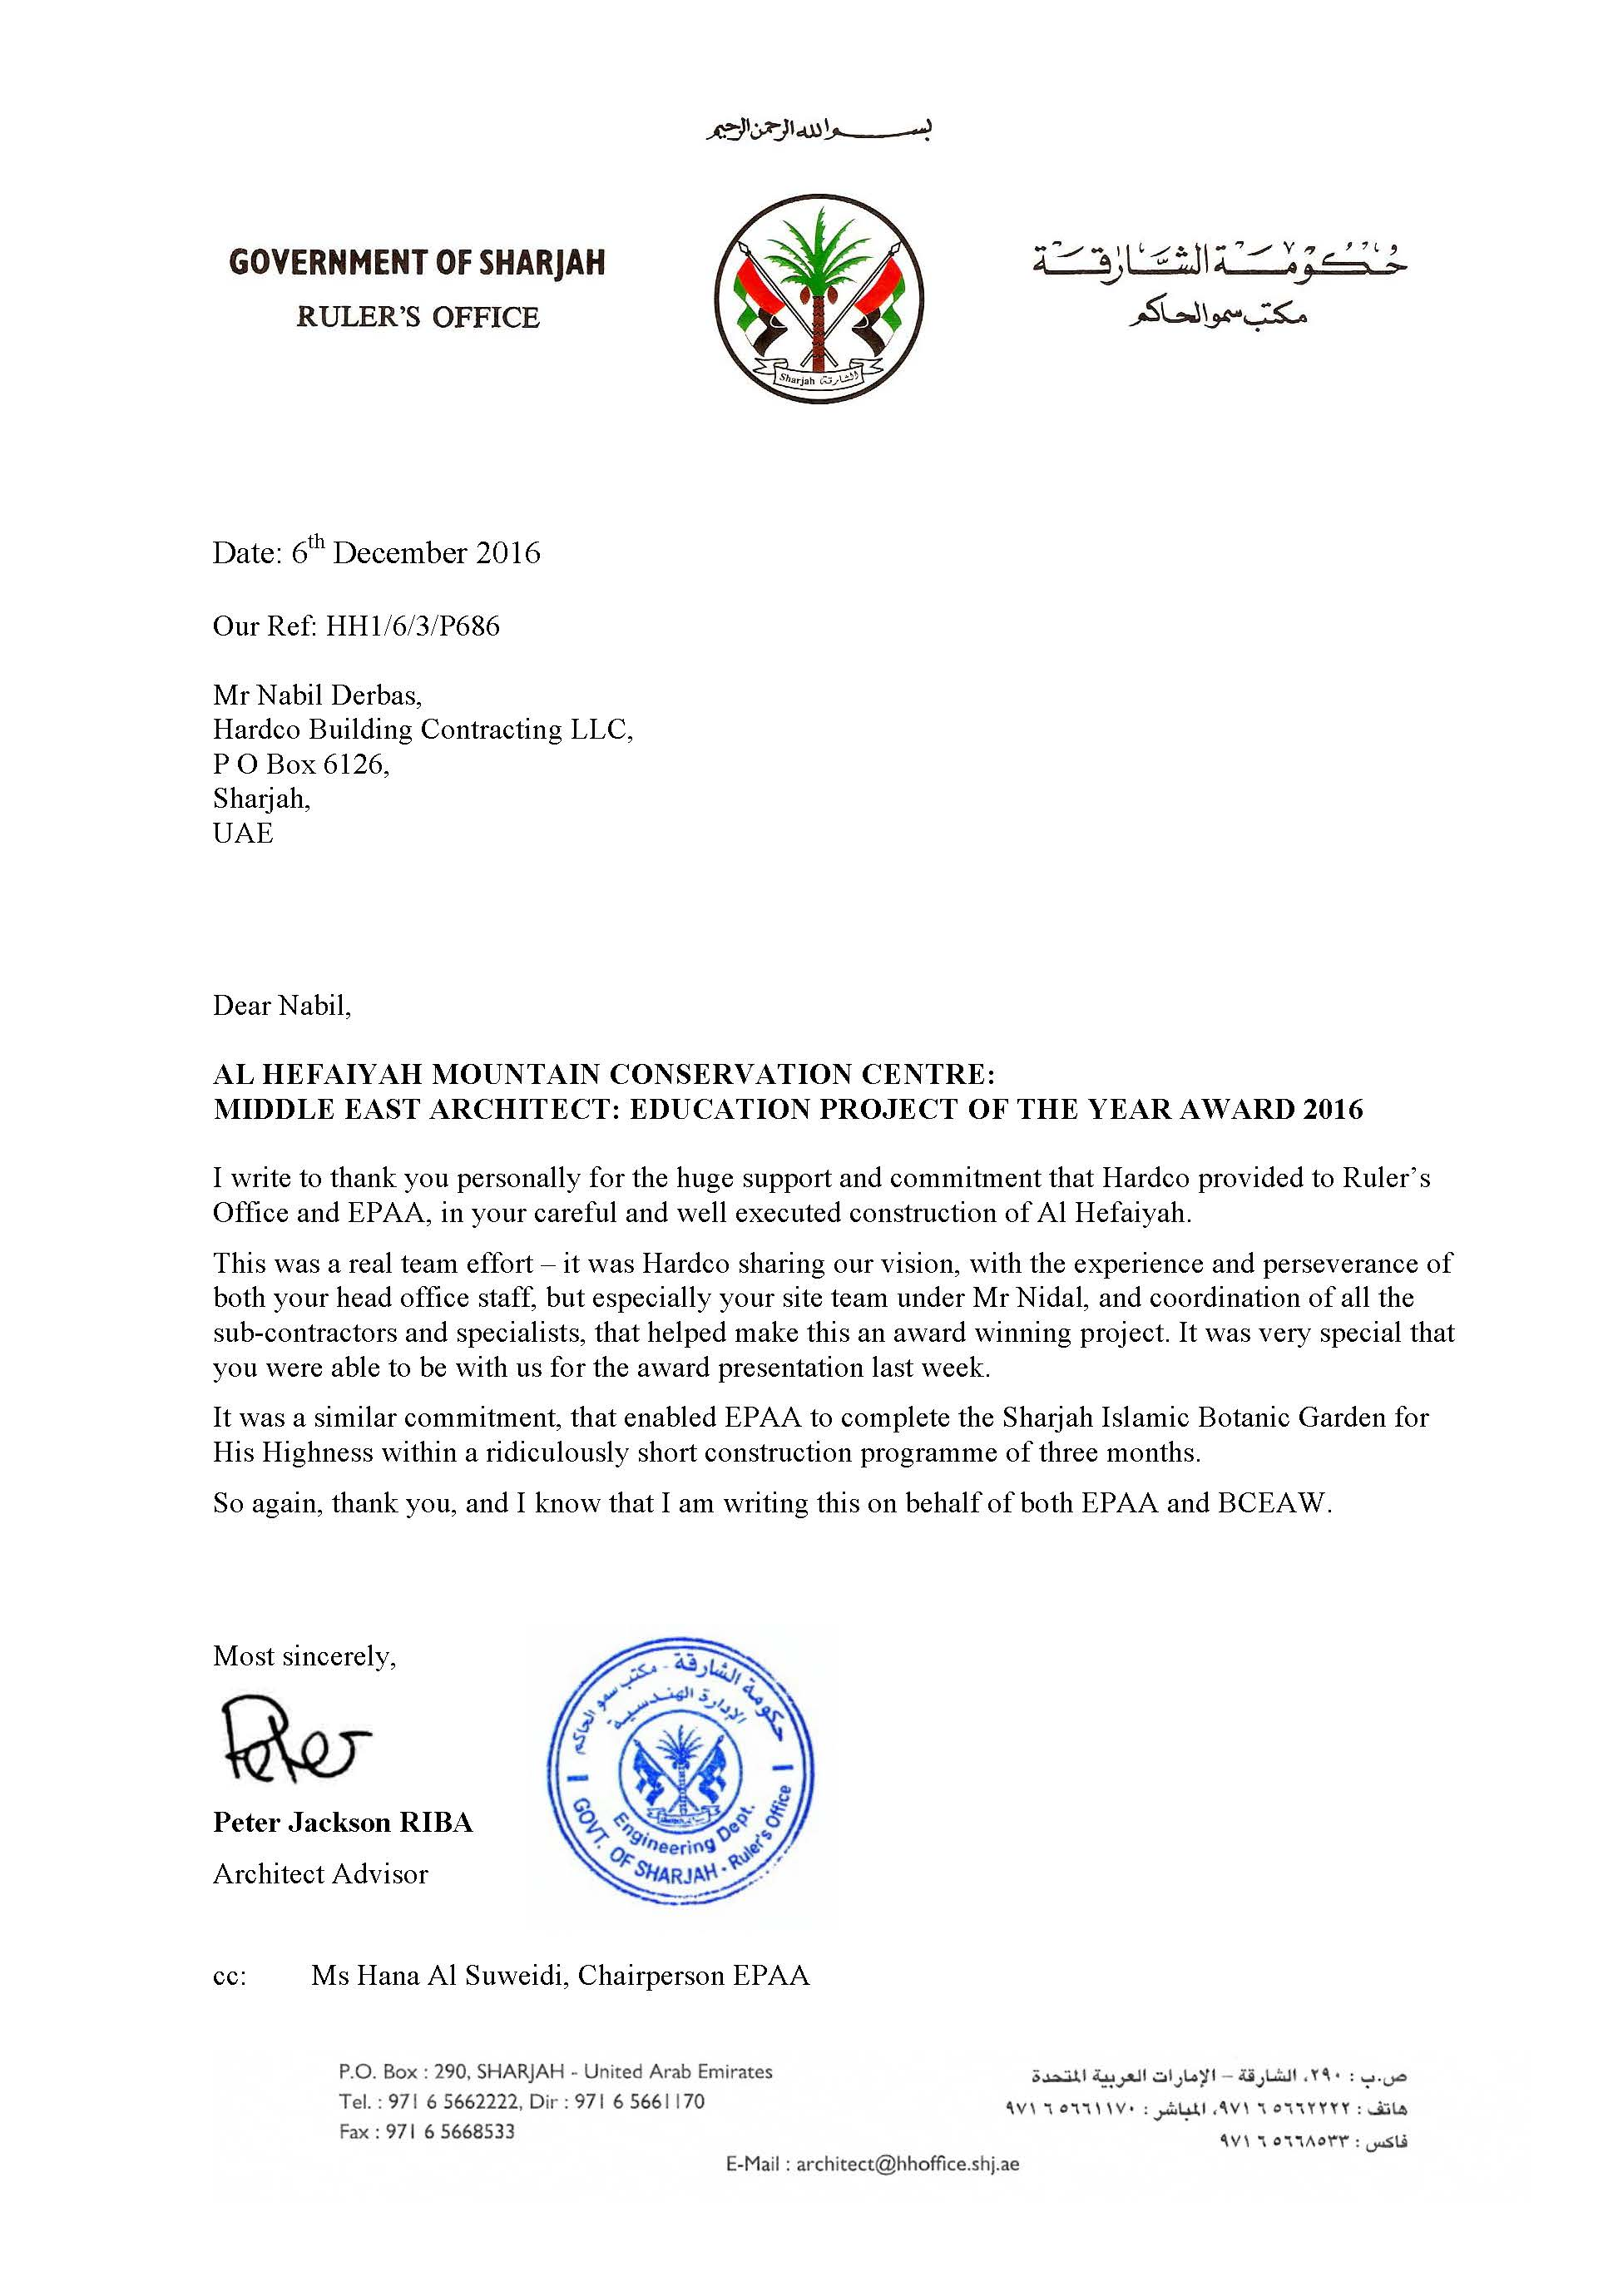 بسم الله الرحمن الرحيم
GOVERNMENT OF SHARJAH
RULER'S OFFICE
حُكُومَة الشَّارقَة
مكتب سمو الحاكم
Sharjah الشارقة
Date: 6th December 2016
Our Ref: HH1/6/3/P686
Mr Nabil Derbas,
Hardco Building Contracting LLC,
P O Box 6126,
Sharjah,
UAE
Dear Nabil,
AL HEFAIYAH MOUNTAIN CONSERVATION CENTRE:
MIDDLE EAST ARCHITECT: EDUCATION PROJECT OF THE YEAR AWARD 2016
I write to thank you personally for the huge support and commitment that Hardco provided to Ruler's
Office and EPAA, in your careful and well executed construction of Al Hefaiyah.
This was a real team effort – it was Hardco sharing our vision, with the experience and perseverance of
both your head office staff, but especially your site team under Mr Nidal, and coordination of all the
sub-contractors and specialists, that helped make this an award winning project. It was very special that
you were able to be with us for the award presentation last week.
It was a similar commitment, that enabled EPAA to complete the Sharjah Islamic Botanic Garden for
His Highness within a ridiculously short construction programme of three months.
So again, thank you, and I know that I am writing this on behalf of both EPAA and BCEAW.
Most sincerely,
Peter
حكومة الشارقة - مكتب سمو الحاكم
الإدارة الهندسية
Engineering Dept.
GOVT. OF SHARJAH - Ruler's Office
Peter Jackson RIBA
Architect Advisor
cc: Ms Hana Al Suweidi, Chairperson EPAA
P.O. Box : 290, SHARJAH - United Arab Emirates
Tel. : 971 6 5662222, Dir : 971 6 5661170
Fax : 971 6 5668533
ص.ب : ٢٩٠، الشارقة – الإمارات العربية المتحدة
هاتف : ٩٧١ ٦ ٥٦٦٢٢٢٢، المباشر : ٩٧١ ٦ ٥٦٦١١٧٠
فاكس : ٩٧١ ٦ ٥٦٦٨٥٣٣
E-Mail : architect@hhoffice.shj.ae